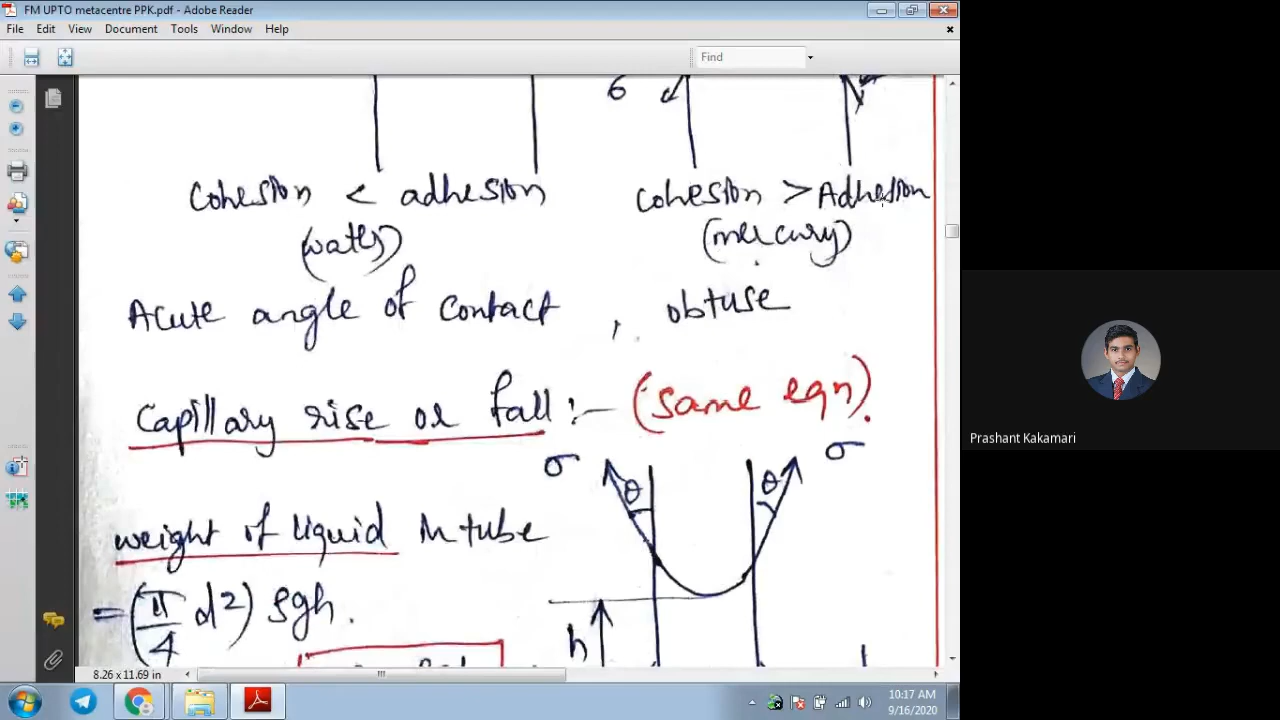 FM UPTO metacentre PPK.pdf - Adobe Reader
File Edit View Document Tools Window Help
Find
6
Cohesion < adhesion
cohesion > Adhesion
(water)
(mercury)
Acute angle of contact , obtuse
Capillary rise or fall :- (same eqn).
σ θ θ σ
weight of liquid in tube
= (π/4 d²) ρgh.
h
8.26 x 11.69 in
Prashant Kakamari
10:17 AM
9/16/2020